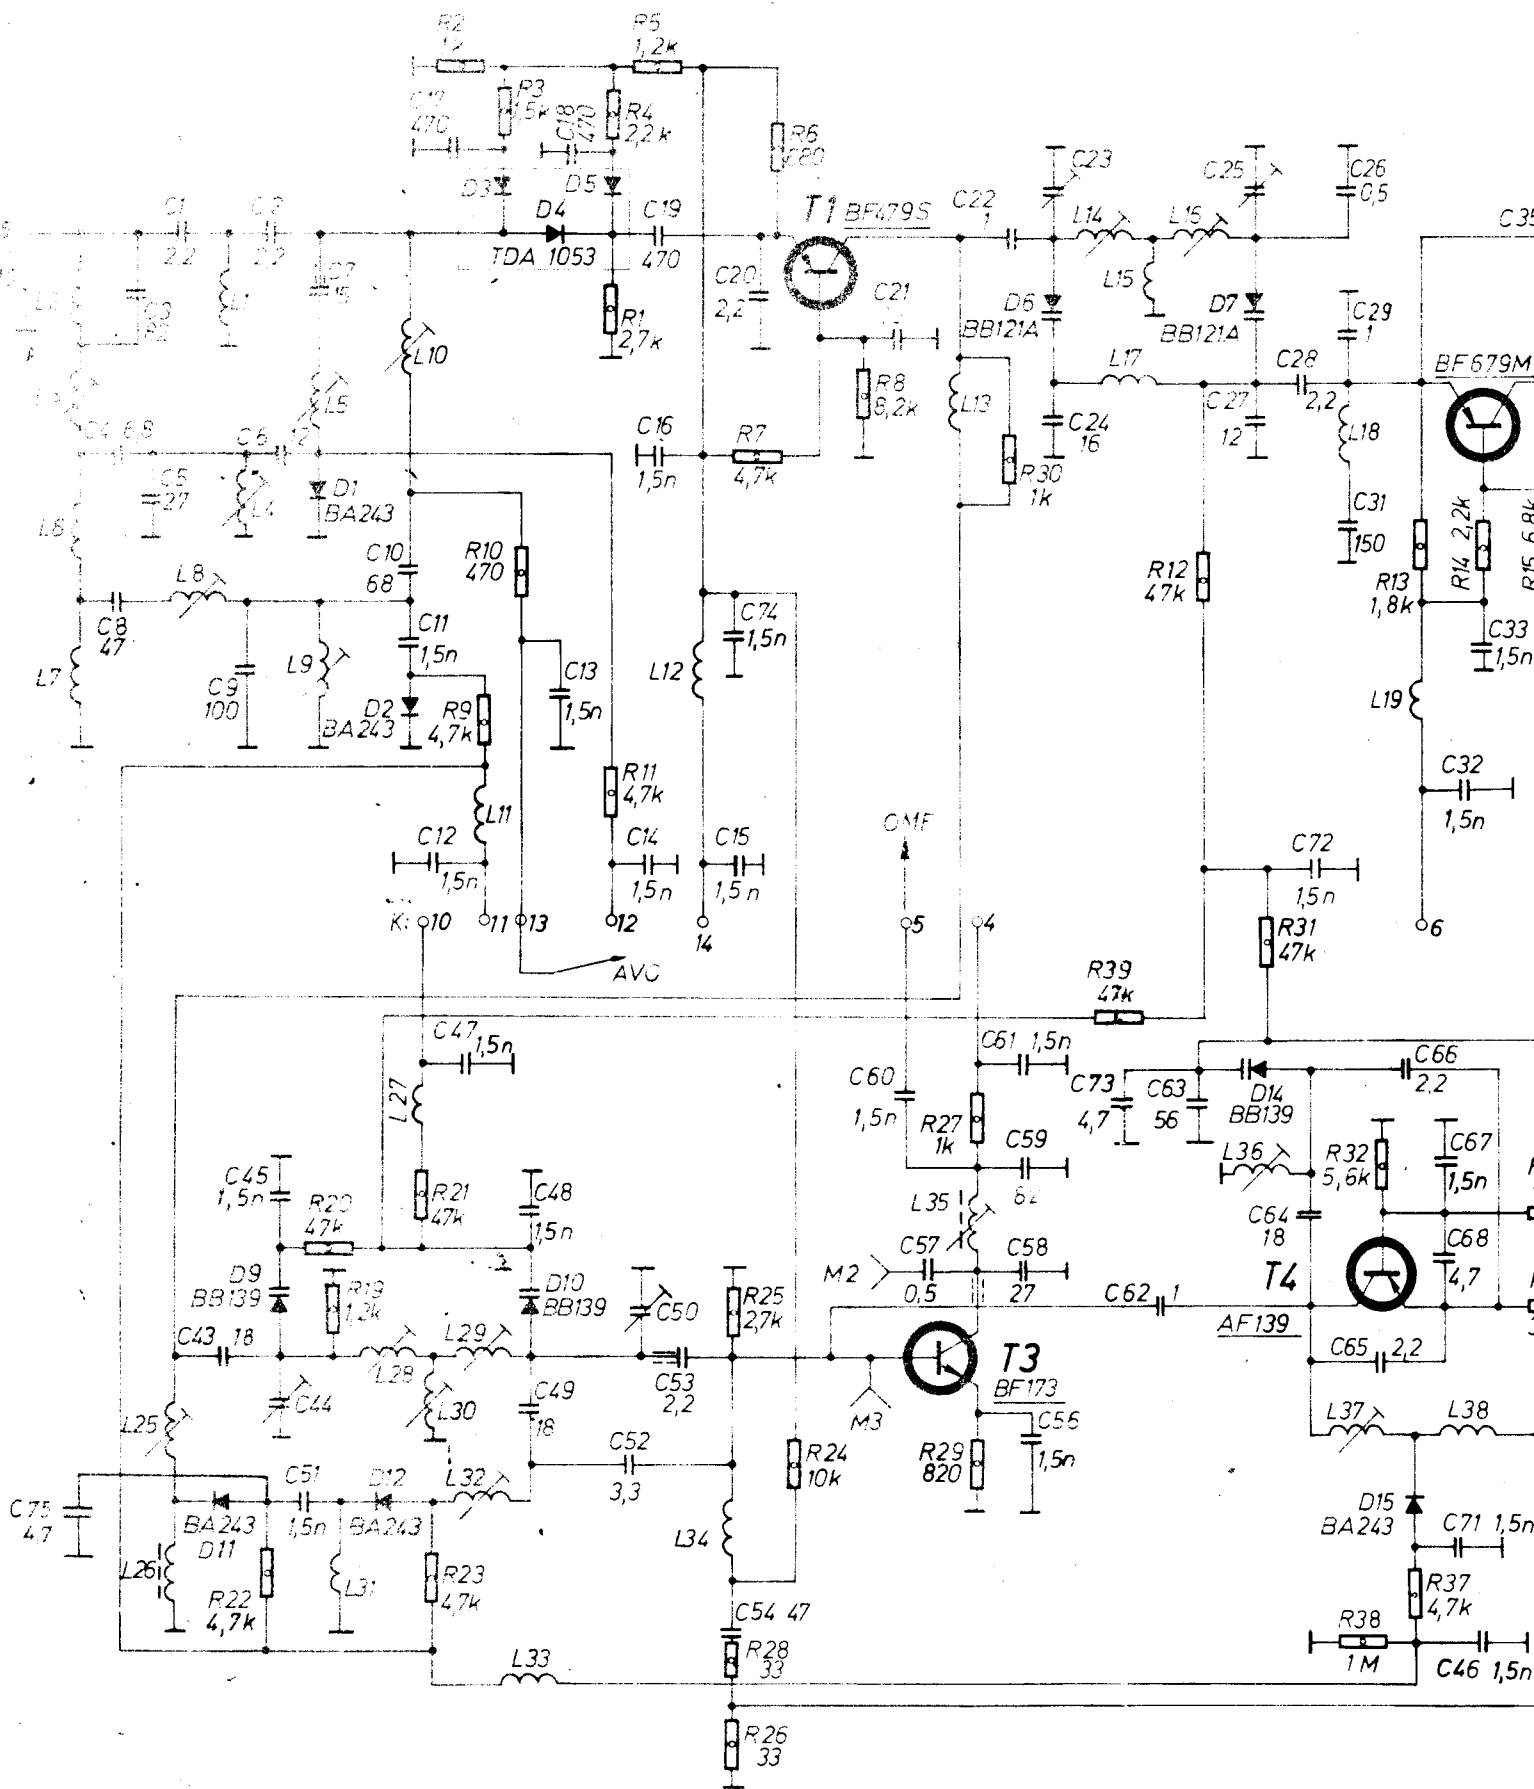 R2
R5
1,2k
R3
1,5k
C17
470
C18
470
R4
2,2k
R6
680
D3
D5
C1
2,2
C2
2,2
D4
TDA 1053
C19
470
T1 BF479S
C22
1
C23
L14
L16
C25
C26
0,5
C35
L1
C20
2,2
C21
L15
D6
BB121A
D7
BB121A
C29
1
R1
2,7k
L10
L5
R8
8,2k
L13
L17
C28
2,2
BF679M
C4 6,8
C6 12
C16
1,5n
R7
4,7k
C24
16
C27
12
L18
R30
1k
C5
27
L4
D1
BA243
L6
C10
68
R10
470
C31
150
R14 2,2k
R15 6,8k
L8
R12
47k
R13
1,8k
C8
47
C11
1,5n
C74
1,5n
C33
1,5n
L7
C9
100
L9
C13
1,5n
L12
D2
BA243
R9
4,7k
L19
R11
4,7k
C32
1,5n
L11
C12
1,5n
C14
1,5n
C15
1,5n
OMF
C72
1,5n
K: 10
11
13
12
14
5
4
6
R31
47k
AVC
R39
47k
C47
1,5n
C61 1,5n
C60
1,5n
C73
4,7
C63
56
D14
BB139
C66
2,2
L27
R27
1k
C59
C45
1,5n
R20
47k
R21
47k
C48
1,5n
L36
R32
5,6k
C67
1,5n
L35
C64
18
C68
4,7
D9
BB139
R19
1,2k
D10
BB139
C50
R25
2,7k
M2
C57
0,5
C58
27
C62 1
T4
AF139
C43 18
L28
L29
C53
2,2
T3
BF173
C65 2,2
C44
L30
C49
18
M3
C56
1,5n
L37
L38
L25
C52
3,3
R24
10k
R29
820
C75
4,7
C51
1,5n
D12
BA243
L32
BA243
D11
D15
BA243
C71 1,5n
L26
R22
4,7k
L31
R23
4,7k
L34
R37
4,7k
C54 47
R38
1M
C46 1,5n
L33
R28
33
R26
33